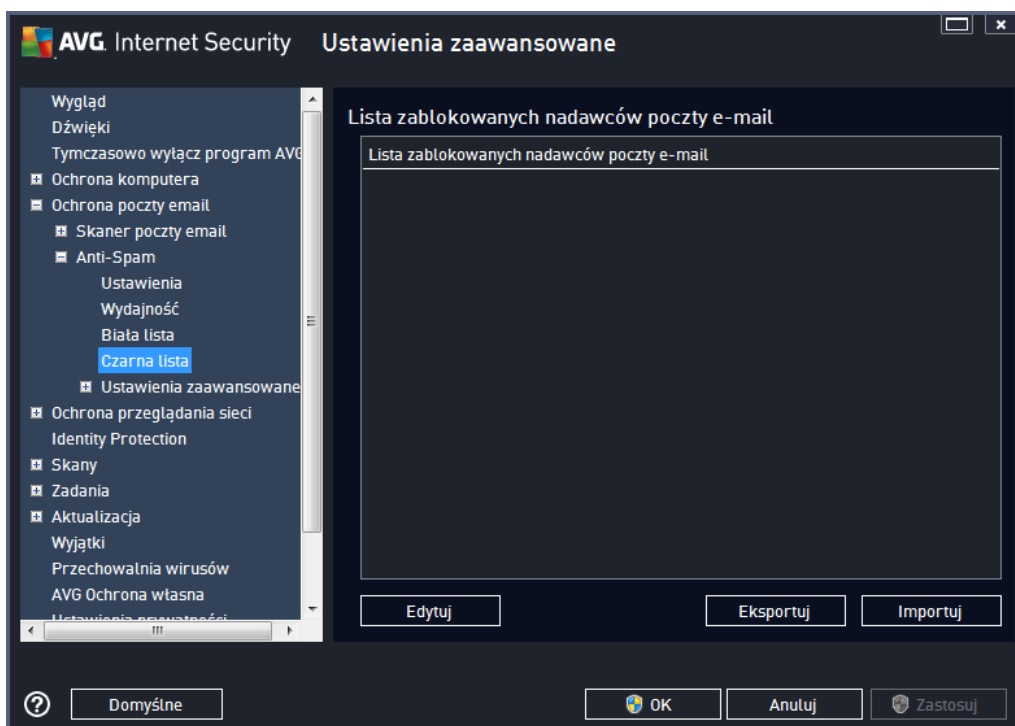 AVG. Internet Security Ustawienia zaawansowane
Wygląd
Dźwięki
Tymczasowo wyłącz program AVG
Ochrona komputera
Ochrona poczty email
Skaner poczty email
Anti-Spam
Ustawienia
Wydajność
Biała lista
Czarna lista
Ustawienia zaawansowane
Ochrona przeglądania sieci
Identity Protection
Skany
Zadania
Aktualizacja
Wyjątki
Przechowalnia wirusów
AVG Ochrona własna
Ustawienia prywatności
Lista zablokowanych nadawców poczty e-mail
Lista zablokowanych nadawców poczty e-mail
Edytuj
Eksportuj
Importuj
Domyślne
OK
Anuluj
Zastosuj